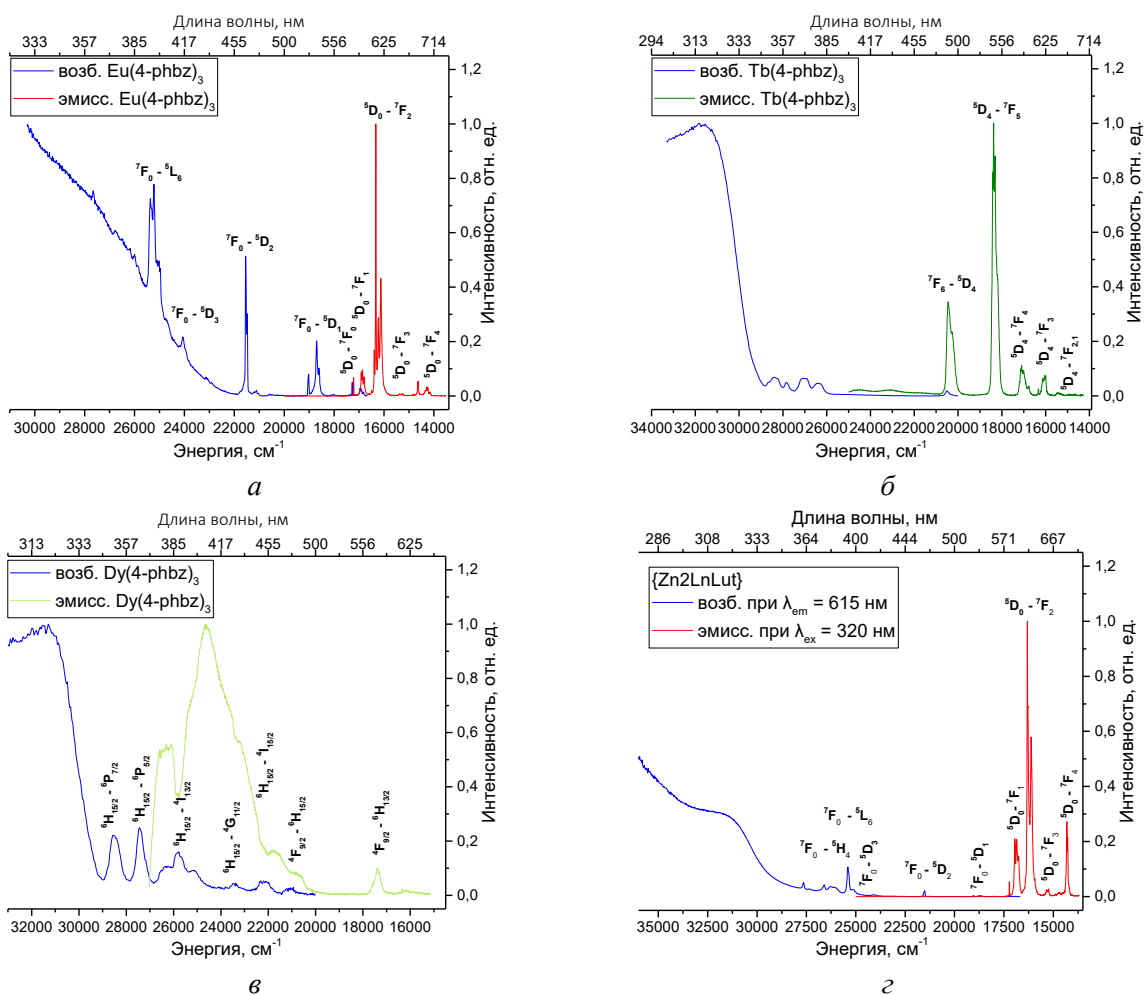 Длина волны, нм
333 357 385 417 455 500 556 625 714
возб. Eu(4-phbz)3
эмисс. Eu(4-phbz)3
1,2
1,0
0,8
0,6
0,4
0,2
0,0
Интенсивность, отн. ед.
5D0 - 7F2
7F0 - 5L6
7F0 - 5D2
7F0 - 5D3
7F0 - 5D1
5D0 - 7F0
5D0 - 7F1
5D0 - 7F3
5D0 - 7F4
30000 28000 26000 24000 22000 20000 18000 16000 14000
Энергия, см-1
а
Длина волны, нм
294 313 333 357 385 417 455 500 556 625 714
возб. Tb(4-phbz)3
эмисс. Tb(4-phbz)3
1,2
1,0
0,8
0,6
0,4
0,2
0,0
Интенсивность, отн. ед.
5D4 - 7F5
7F6 - 5D4
5D4 - 7F4
5D4 - 7F3
5D4 - 7F2,1
34000 32000 30000 28000 26000 24000 22000 20000 18000 16000 14000
Энергия, см-1
б
Длина волны, нм
313 333 357 385 417 455 500 556 625
возб. Dy(4-phbz)3
эмисс. Dy(4-phbz)3
1,2
1,0
0,8
0,6
0,4
0,2
0,0
Интенсивность, отн. ед.
6H15/2 - 6P7/2
6H15/2 - 6P5/2
6H15/2 - 4I13/2
6H15/2 - 4G11/2
6H15/2 - 4I15/2
4F9/2 - 6H15/2
4F9/2 - 6H13/2
32000 30000 28000 26000 24000 22000 20000 18000 16000
Энергия, см-1
в
Длина волны, нм
286 308 333 364 400 444 500 571 667
{Zn2LnLut}
возб. при λem = 615 нм
эмисс. при λex = 320 нм
1,2
1,0
0,8
0,6
0,4
0,2
0,0
Интенсивность, отн. ед.
5D0 - 7F2
7F0 - 5L6
7F0 - 5H4
7F0 - 5D3
7F0 - 5D2
7F0 - 5D1
5D0 - 7F1
5D0 - 7F3
5D0 - 7F4
35000 32500 30000 27500 25000 22500 20000 17500 15000
Энергия, см-1
г